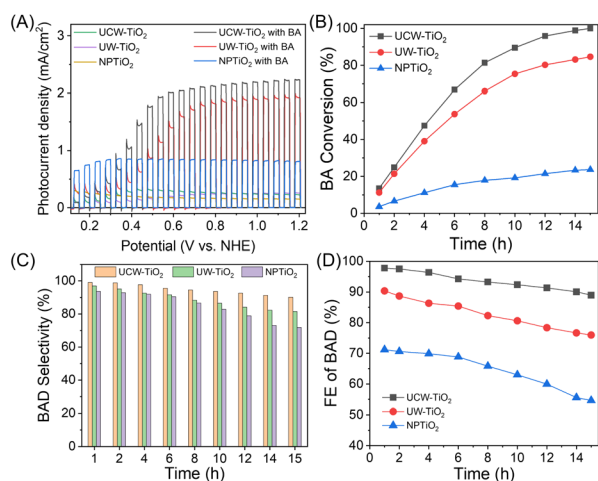 (A)
UCW-TiO₂
UW-TiO₂
NPTiO₂
UCW-TiO₂ with BA
UW-TiO₂ with BA
NPTiO₂ with BA
Photocurrent density (mA/cm²)
3
2
1
0
0.2 0.4 0.6 0.8 1.0 1.2
Potential (V vs. NHE)
(B)
UCW-TiO₂
UW-TiO₂
NPTiO₂
BA Conversion (%)
100
80
60
40
20
0
0 2 4 6 8 10 12 14
Time (h)
(C)
UCW-TiO₂ UW-TiO₂ NPTiO₂
BAD Selectivity (%)
100
80
60
40
20
0
1 2 4 6 8 10 12 14 15
Time (h)
(D)
FE of BAD (%)
100
90
80
70
60
50
40
UCW-TiO₂
UW-TiO₂
NPTiO₂
0 2 4 6 8 10 12 14
Time (h)